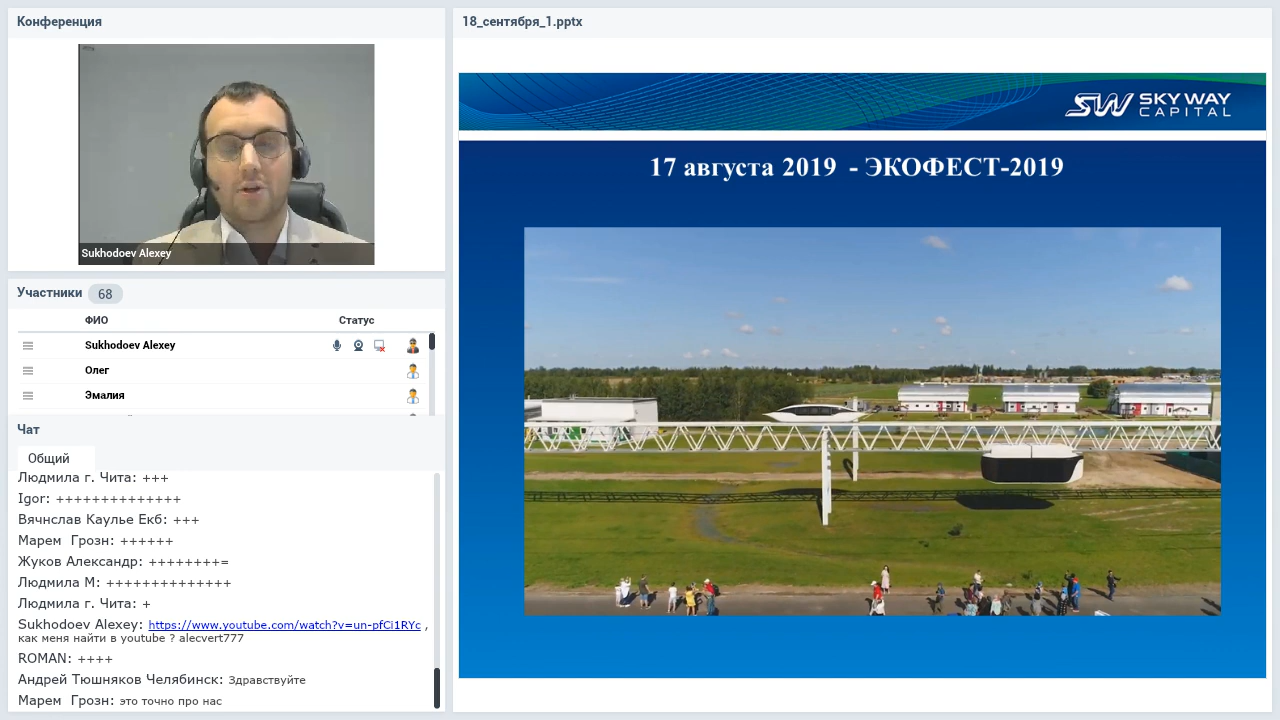 Конференция
Sukhodoev Alexey
Участники 68
ФИО Статус
Sukhodoev Alexey
Олег
Эмалия
Чат
Общий
Людмила г. Чита: +++
Igor: ++++++++++++++
Вячнслав Каулье Екб: +++
Марем Грозн: ++++++
Жуков Александр: ++++++++=
Людмила М: ++++++++++++++
Людмила г. Чита: +
Sukhodoev Alexey: https://www.youtube.com/watch?v=un-pfCi1RYc ,
как меня найти в youtube ? alecvert777
ROMAN: ++++
Андрей Тюшняков Челябинск: Здравствуйте
Марем Грозн: это точно про нас
18_сентября_1.pptx
SW SKY WAY
CAPITAL
17 августа 2019 - ЭКОФЕСТ-2019